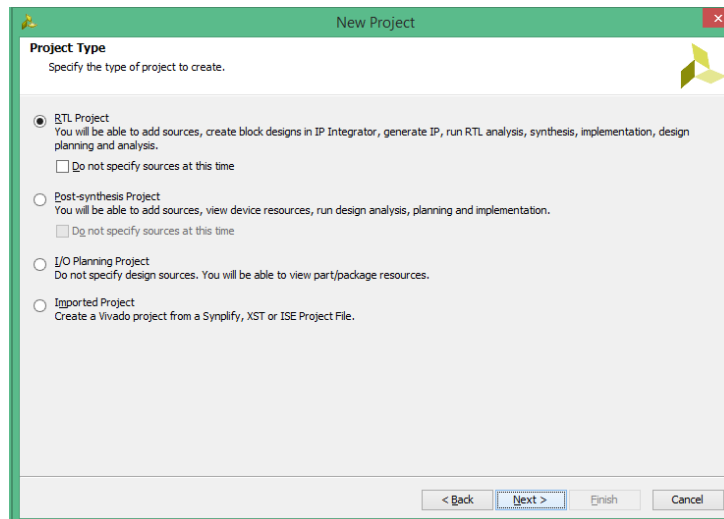 New Project
Project Type
Specify the type of project to create.
RTL Project
You will be able to add sources, create block designs in IP Integrator, generate IP, run RTL analysis, synthesis, implementation, design
planning and analysis.
Do not specify sources at this time
Post-synthesis Project
You will be able to add sources, view device resources, run design analysis, planning and implementation.
Do not specify sources at this time
I/O Planning Project
Do not specify design sources. You will be able to view part/package resources.
Imported Project
Create a Vivado project from a Synplify, XST or ISE Project File.
< Back Next > Finish Cancel